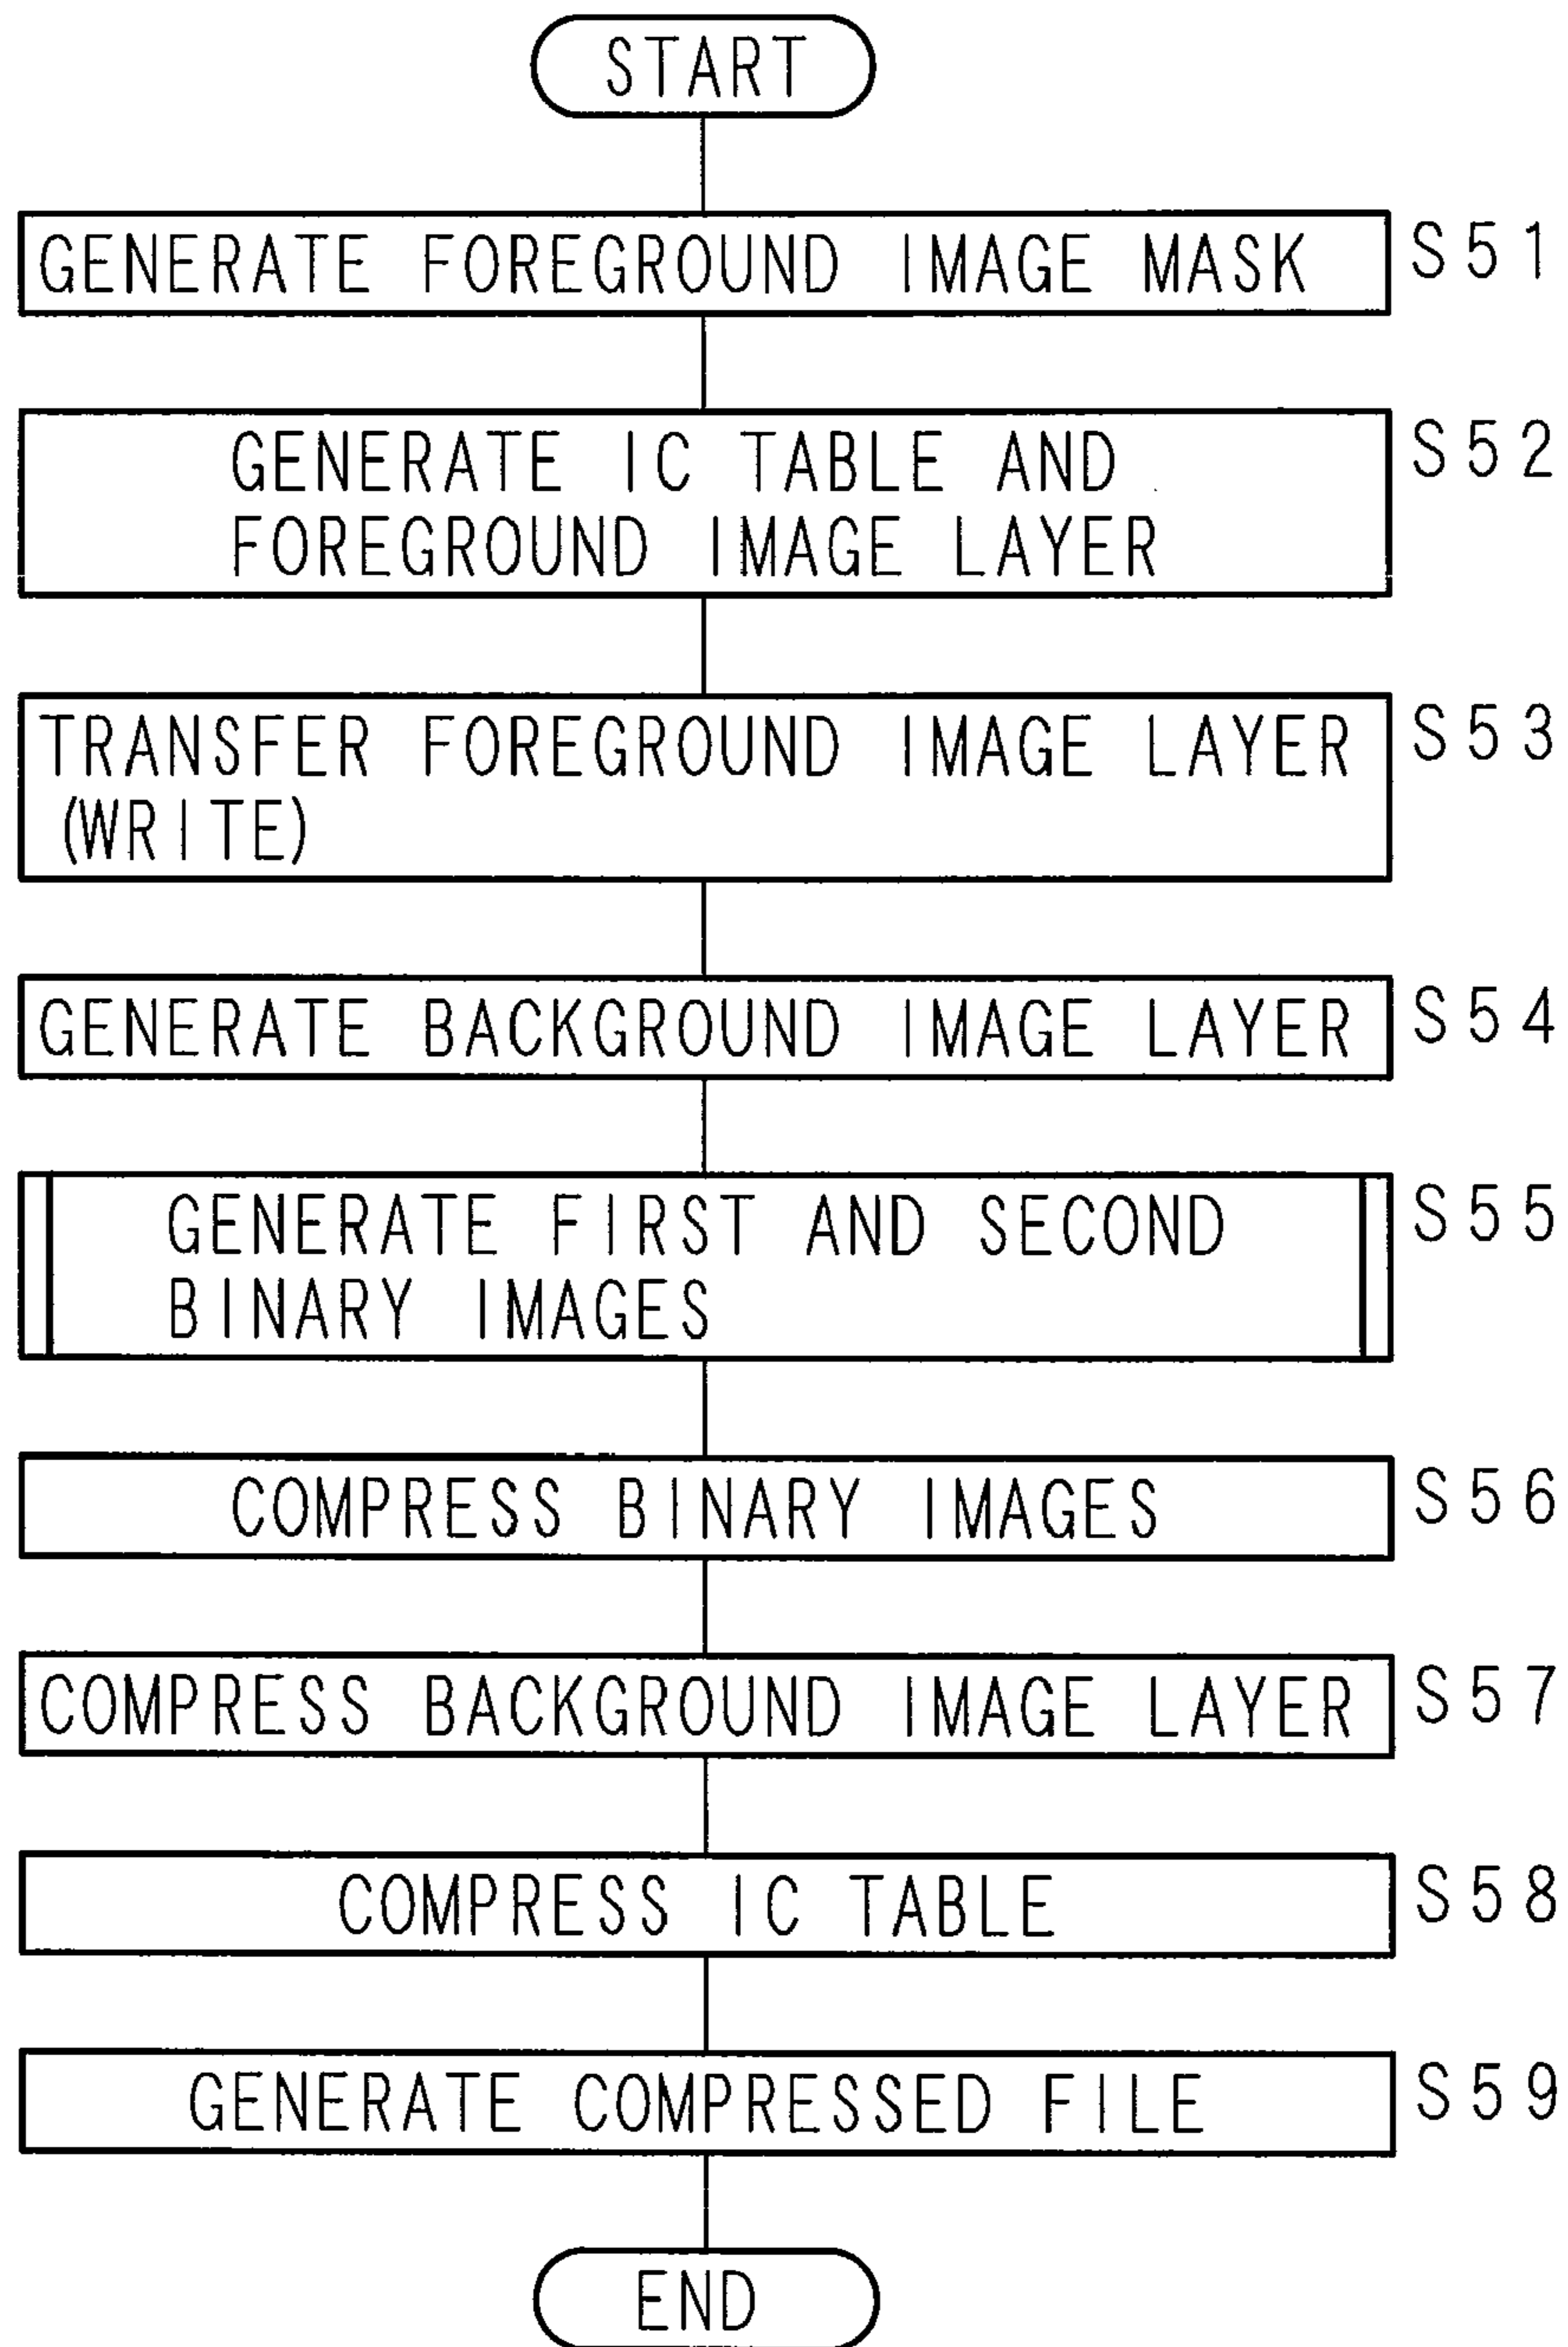 START
GENERATE FOREGROUND IMAGE MASK S51
GENERATE IC TABLE AND S52
FOREGROUND IMAGE LAYER
TRANSFER FOREGROUND IMAGE LAYER S53
(WRITE)
GENERATE BACKGROUND IMAGE LAYER S54
GENERATE FIRST AND SECOND S55
BINARY IMAGES
COMPRESS BINARY IMAGES S56
COMPRESS BACKGROUND IMAGE LAYER S57
COMPRESS IC TABLE S58
GENERATE COMPRESSED FILE S59
END